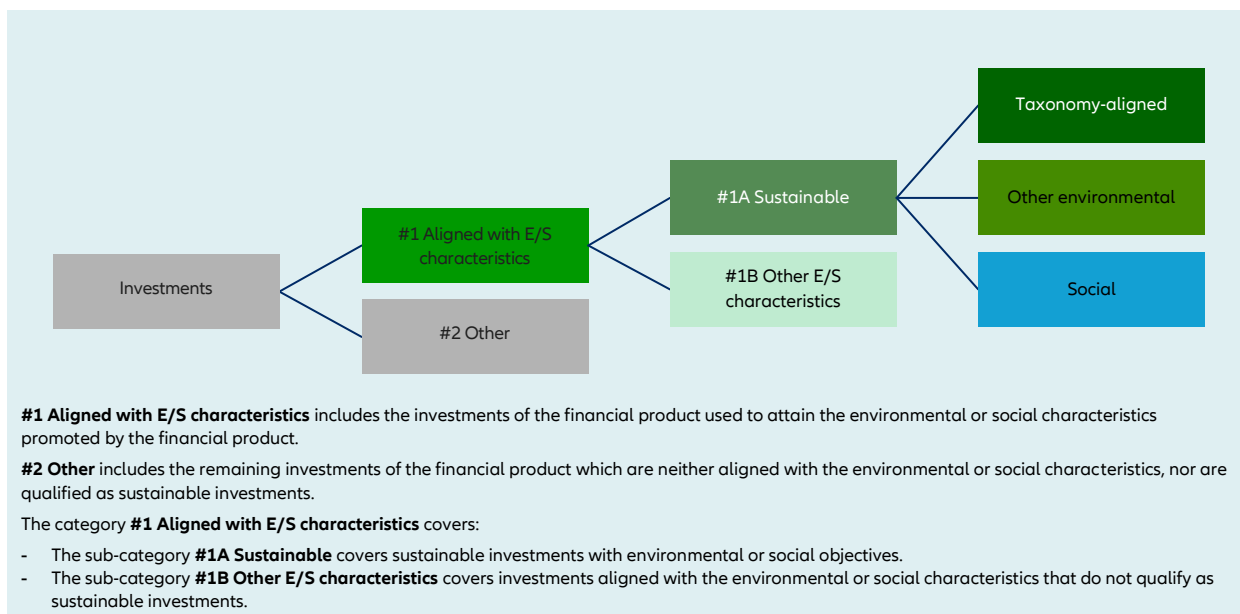 Taxonomy-aligned
#1A Sustainable
Other environmental
#1 Aligned with E/S
characteristics
Investments
#1B Other E/S
characteristics
Social
#2 Other
#1 Aligned with E/S characteristics includes the investments of the financial product used to attain the environmental or social characteristics
promoted by the financial product.
#2 Other includes the remaining investments of the financial product which are neither aligned with the environmental or social characteristics, nor are
qualified as sustainable investments.
The category #1 Aligned with E/S characteristics covers:
- The sub-category #1A Sustainable covers sustainable investments with environmental or social objectives.
- The sub-category #1B Other E/S characteristics covers investments aligned with the environmental or social characteristics that do not qualify as
sustainable investments.